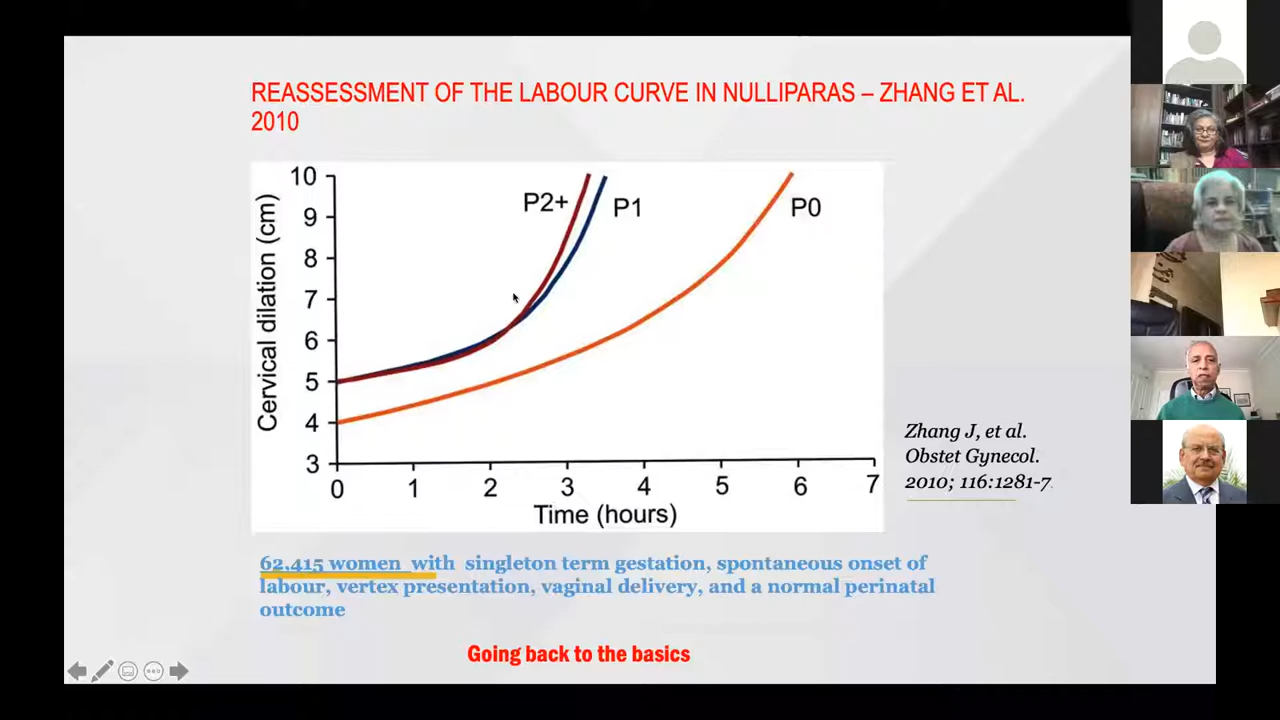 REASSESSMENT OF THE LABOUR CURVE IN NULLIPARAS – ZHANG ET AL.
2010
10
9
8
7
6
5
4
3
Cervical dilation (cm)
P2+
P1
P0
0 1 2 3 4 5 6 7
Time (hours)
Zhang J, et al.
Obstet Gynecol.
2010; 116:1281-7
62,415 women with singleton term gestation, spontaneous onset of
labour, vertex presentation, vaginal delivery, and a normal perinatal
outcome
Going back to the basics